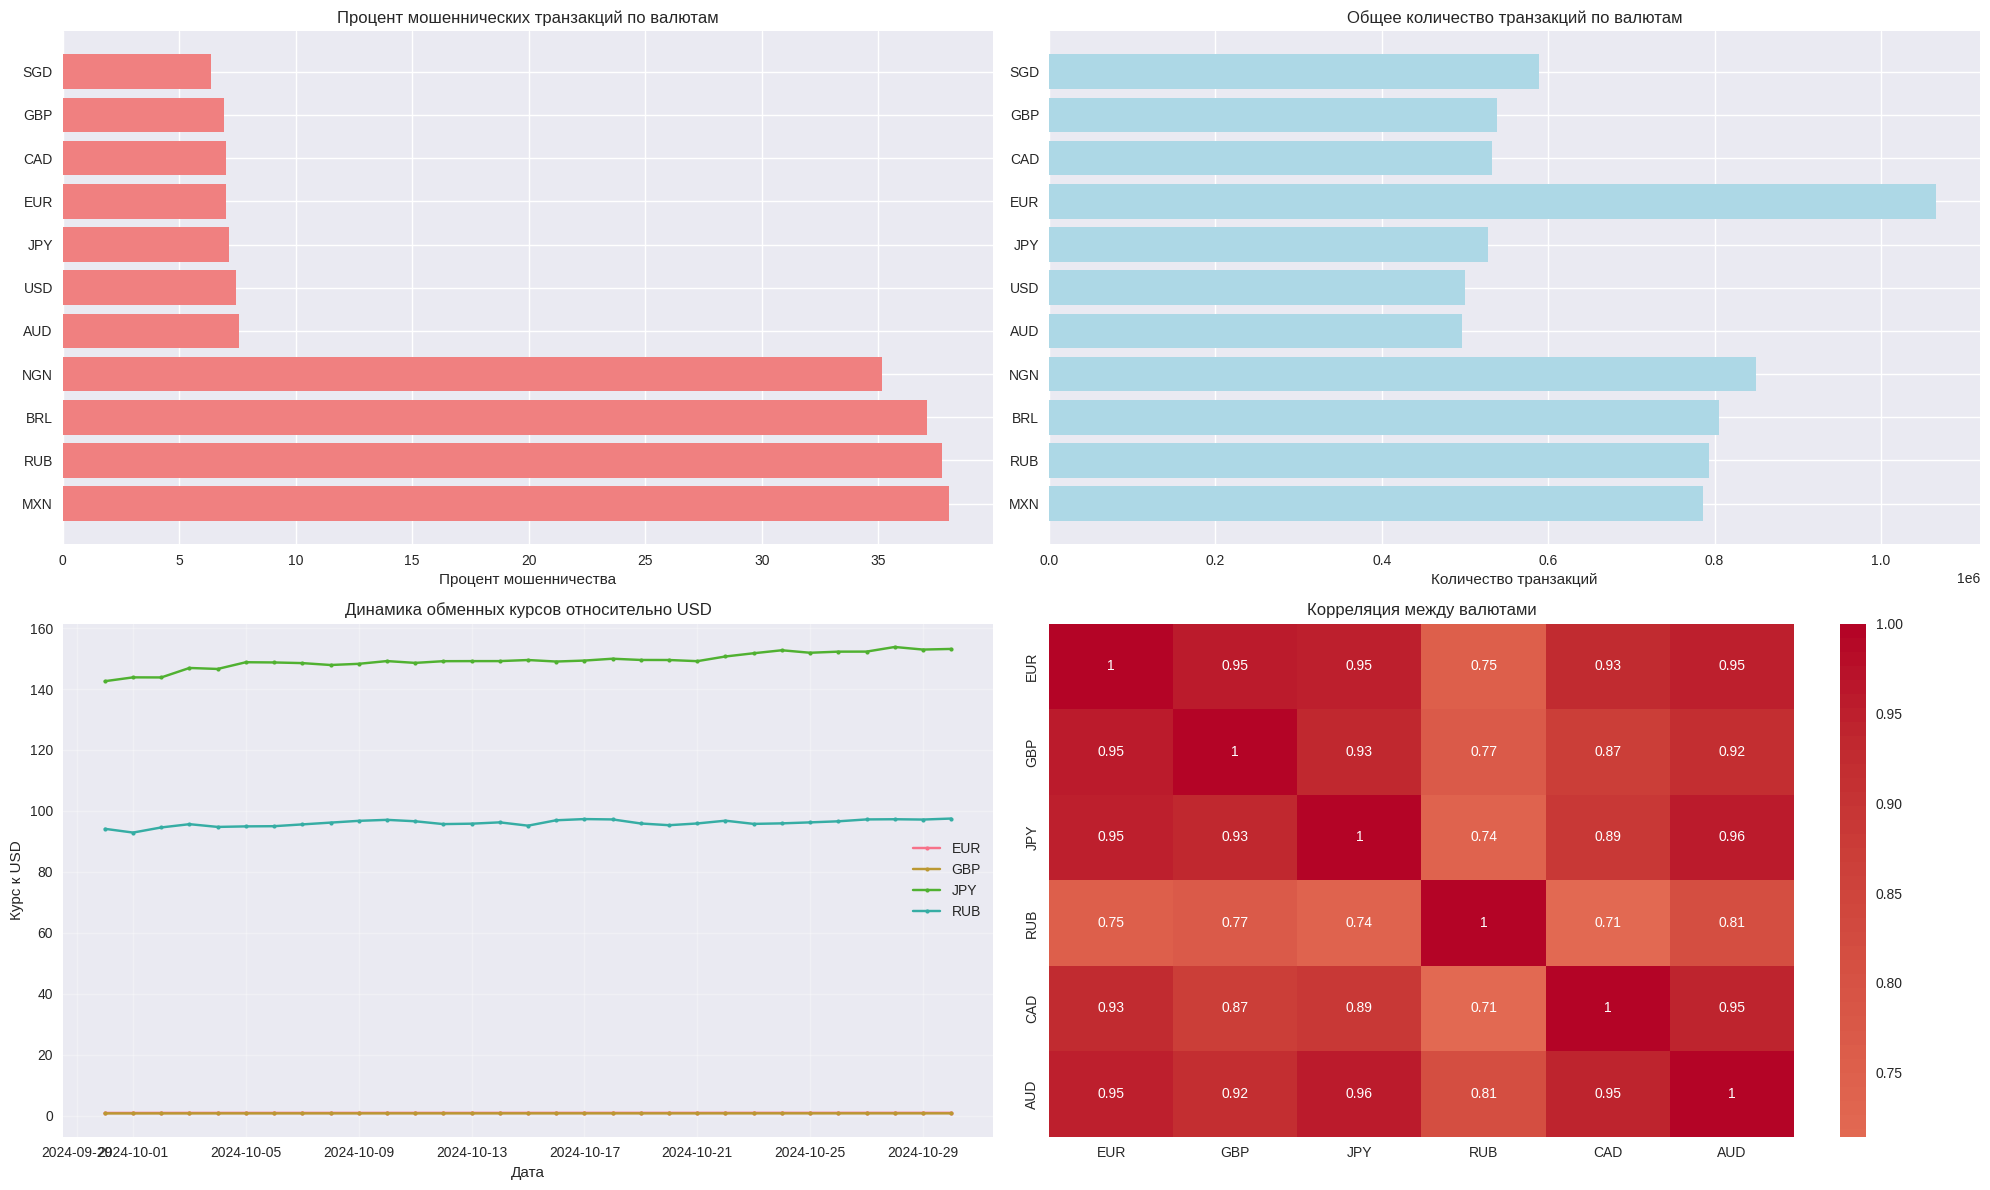 Процент мошеннических транзакций по валютам
SGD
GBP
CAD
EUR
JPY
USD
AUD
NGN
BRL
RUB
MXN
0 5 10 15 20 25 30 35
Процент мошенничества
Общее количество транзакций по валютам
SGD
GBP
CAD
EUR
JPY
USD
AUD
NGN
BRL
RUB
MXN
0.0 0.2 0.4 0.6 0.8 1.0
Количество транзакций
1e6
Динамика обменных курсов относительно USD
160
140
120
100
80
60
40
20
0
Курс к USD
EUR
GBP
JPY
RUB
2024-09-29 2024-10-01 2024-10-05 2024-10-09 2024-10-13 2024-10-17 2024-10-21 2024-10-25 2024-10-29
Дата
Корреляция между валютами
EUR 1 0.95 0.95 0.75 0.93 0.95
GBP 0.95 1 0.93 0.77 0.87 0.92
JPY 0.95 0.93 1 0.74 0.89 0.96
RUB 0.75 0.77 0.74 1 0.71 0.81
CAD 0.93 0.87 0.89 0.71 1 0.95
AUD 0.95 0.92 0.96 0.81 0.95 1
EUR GBP JPY RUB CAD AUD
1.00
0.95
0.90
0.85
0.80
0.75